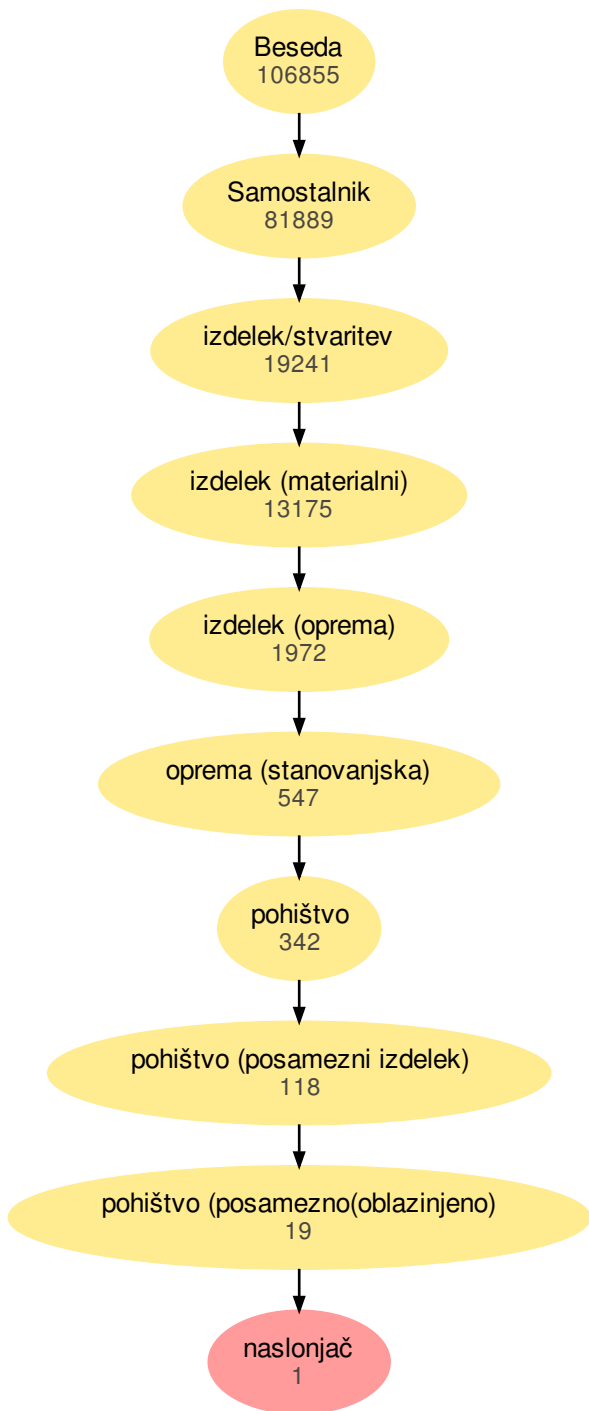 Beseda
106855
Samostalnik
81889
izdelek/stvaritev
19241
izdelek (materialni)
13175
izdelek (oprema)
1972
oprema (stanovanjska)
547
pohištvo
342
pohištvo (posamezni izdelek)
118
pohištvo (posamezno(oblazinjeno)
19
naslonjač
1